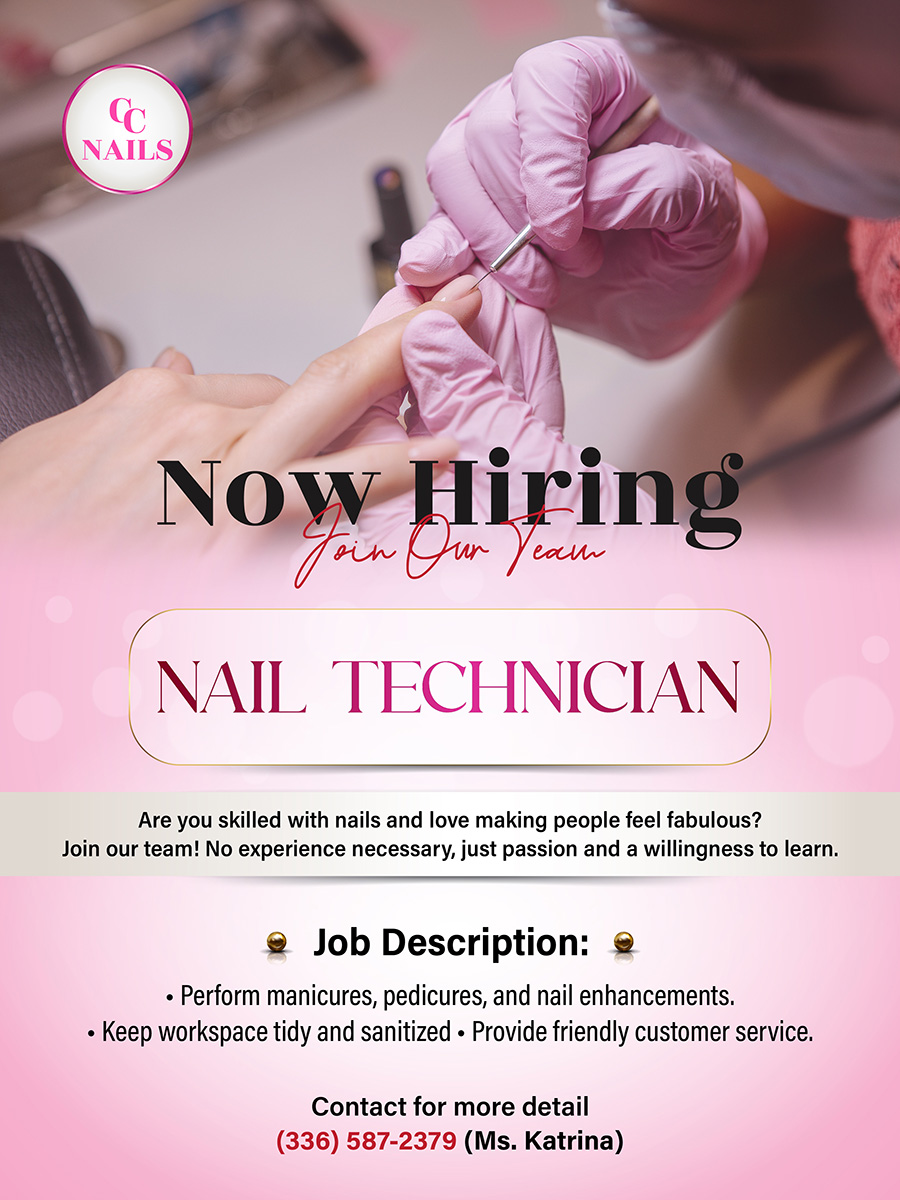 CC
NAILS
Now Hiring
Join Our Team
NAIL TECHNICIAN
Are you skilled with nails and love making people feel fabulous?
Join our team! No experience necessary, just passion and a willingness to learn.
Job Description:
• Perform manicures, pedicures, and nail enhancements.
• Keep workspace tidy and sanitized • Provide friendly customer service.
Contact for more detail
(336) 587-2379 (Ms. Katrina)